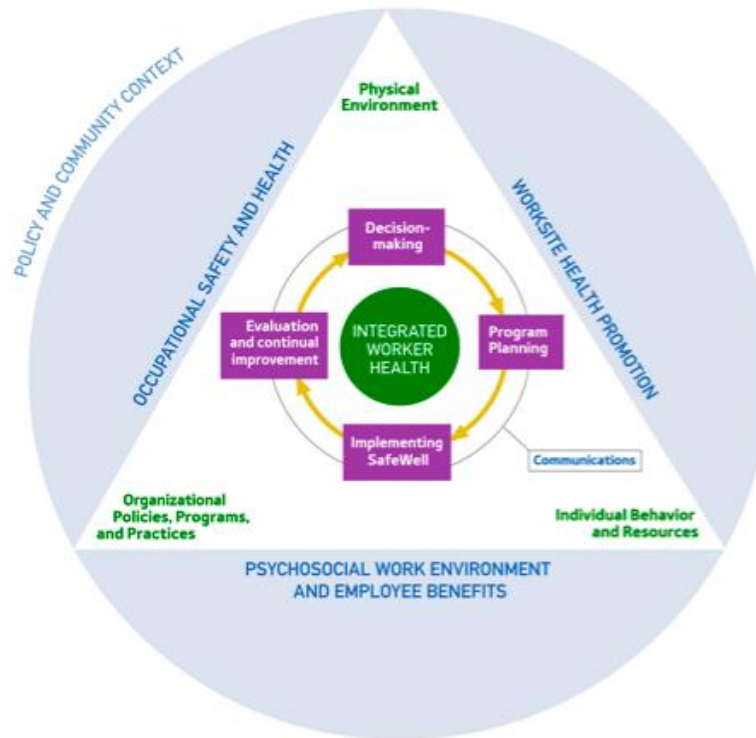 POLICY AND COMMUNITY CONTEXT
Physical
Environment
OCCUPATIONAL SAFETY AND HEALTH
WORKSITE HEALTH PROMOTION
Decision-
making
Evaluation
and continual
improvement
INTEGRATED
WORKER
HEALTH
Program
Planning
Implementing
SafeWell
Communications
Organizational
Policies, Programs,
and Practices
Individual Behavior
and Resources
PSYCHOSOCIAL WORK ENVIRONMENT
AND EMPLOYEE BENEFITS